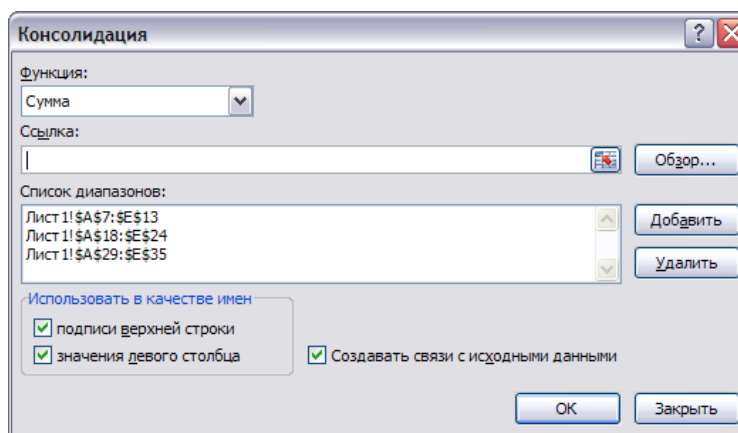 Консолидация
Функция:
Сумма
Ссылка:
Обзор...
Список диапазонов:
Лист1!$A$7:$E$13
Лист1!$A$18:$E$24
Лист1!$A$29:$E$35
Добавить
Удалить
Использовать в качестве имен
подписи верхней строки
значения левого столбца
Создавать связи с исходными данными
ОК
Закрыть